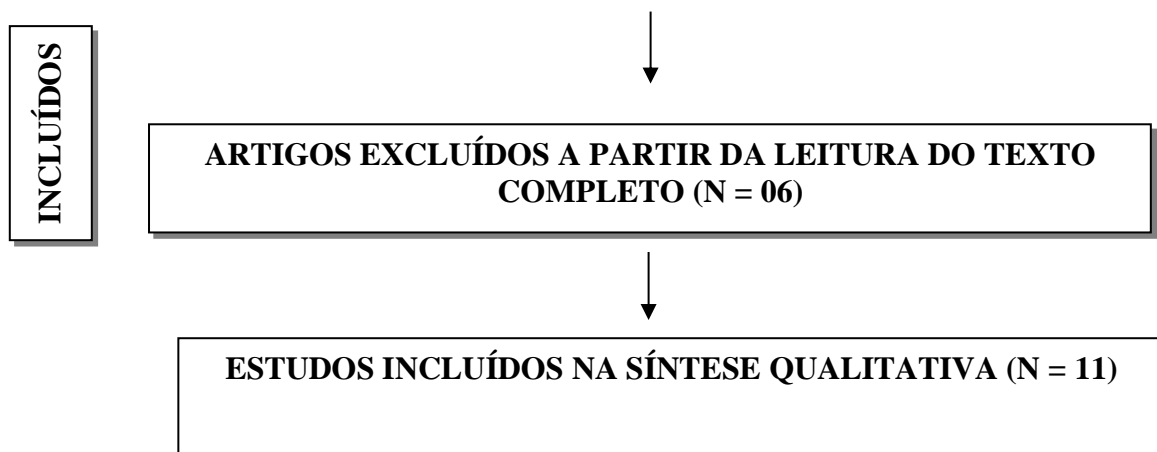 INCLUÍDOS
ARTIGOS EXCLUÍDOS A PARTIR DA LEITURA DO TEXTO
COMPLETO (N = 06)
ESTUDOS INCLUÍDOS NA SÍNTESE QUALITATIVA (N = 11)